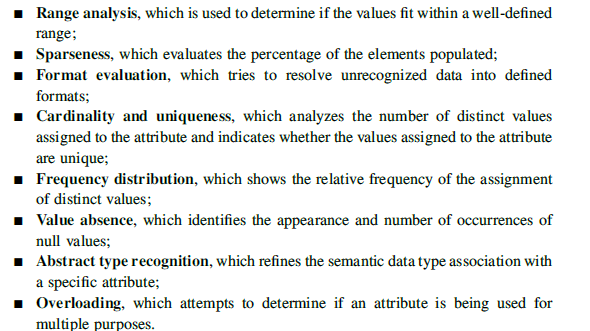 ■ Range analysis, which is used to determine if the values fit within a well-defined
range;
■ Sparseness, which evaluates the percentage of the elements populated;
■ Format evaluation, which tries to resolve unrecognized data into defined
formats;
■ Cardinality and uniqueness, which analyzes the number of distinct values
assigned to the attribute and indicates whether the values assigned to the attribute
are unique;
■ Frequency distribution, which shows the relative frequency of the assignment
of distinct values;
■ Value absence, which identifies the appearance and number of occurrences of
null values;
■ Abstract type recognition, which refines the semantic data type association with
a specific attribute;
■ Overloading, which attempts to determine if an attribute is being used for
multiple purposes.